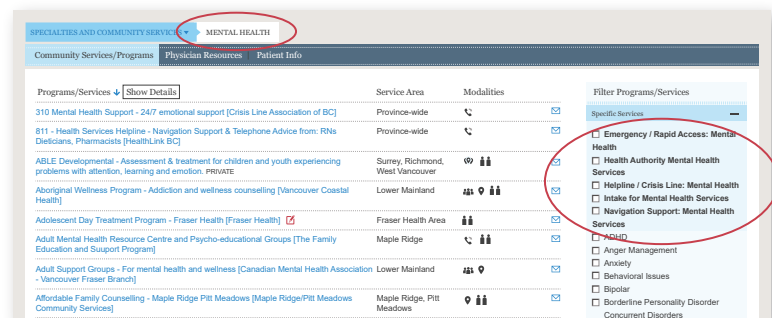 SPECIALTIES AND COMMUNITY SERVICES MENTAL HEALTH
Community Services/Programs Physician Resources Patient Info
Programs/Services Show Details Service Area Modalities
310 Mental Health Support - 24/7 emotional support [Crisis Line Association of BC] Province-wide
811 - Health Services Helpline - Navigation Support & Telephone Advice from: RNs Province-wide
Dieticians, Pharmacists [HealthLink BC]
ABLE Developmental - Assessment & treatment for children and youth experiencing Surrey, Richmond,
problems with attention, learning and emotion. PRIVATE West Vancouver
Aboriginal Wellness Program - Addiction and wellness counselling [Vancouver Coastal Lower Mainland
Health]
Adolescent Day Treatment Program - Fraser Health [Fraser Health] Fraser Health Area
Adult Mental Health Resource Centre and Psycho-educational Groups [The Family Maple Ridge
Education and Suuport Program]
Adult Support Groups - For mental health and wellness [Canadian Mental Health Association Lower Mainland
- Vancouver Fraser Branch]
Affordable Family Counselling - Maple Ridge Pitt Meadows [Maple Ridge/Pitt Meadows Maple Ridge, Pitt
Community Services] Meadows
Filter Programs/Services
Specific Services
Emergency / Rapid Access: Mental
Health
Health Authority Mental Health
Services
Helpline / Crisis Line: Mental Health
Intake for Mental Health Services
Navigation Support: Mental Health
Services
ADHD
Anger Management
Anxiety
Behavioral Issues
Bipolar
Borderline Personality Disorder
Concurrent Disorders